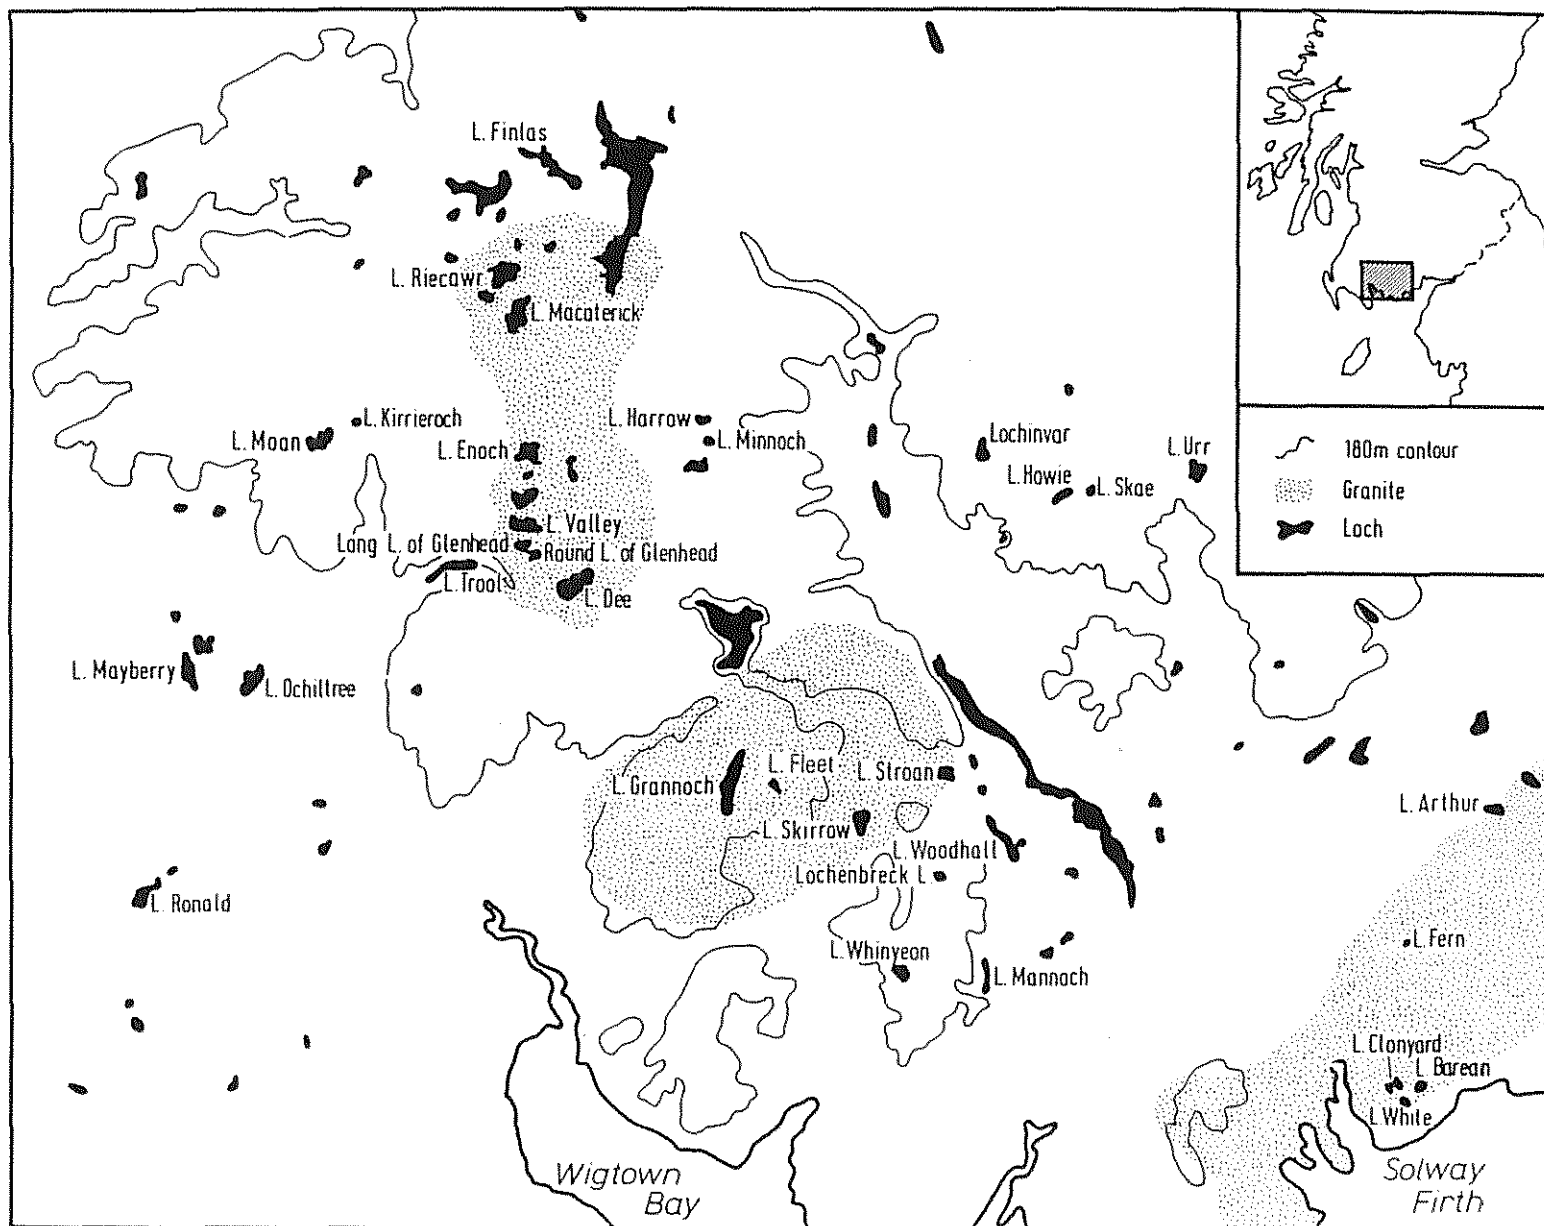 L. Finlas
L. Riecawr
L. Macaterick
L. Kirrieroch
L. Moan
L. Harrow
L. Minnoch
L. Enoch
Lochinvar
L. Urr
L. Howie
L. Skae
L. Valley
Long L. of Glenhead
Round L. of Glenhead
L. Trool
L. Dee
L. Mayberry
L. Ochiltree
L. Grannoch
L. Fleet
L. Stroan
L. Skirrow
L. Woodhall
Lochenbreck L.
L. Arthur
L. Ronald
L. Whinyeon
L. Mannoch
L. Fern
L. Clonyard
L. Barean
L. White
Wigtown
Bay
Solway
Firth
180m contour
Granite
Loch